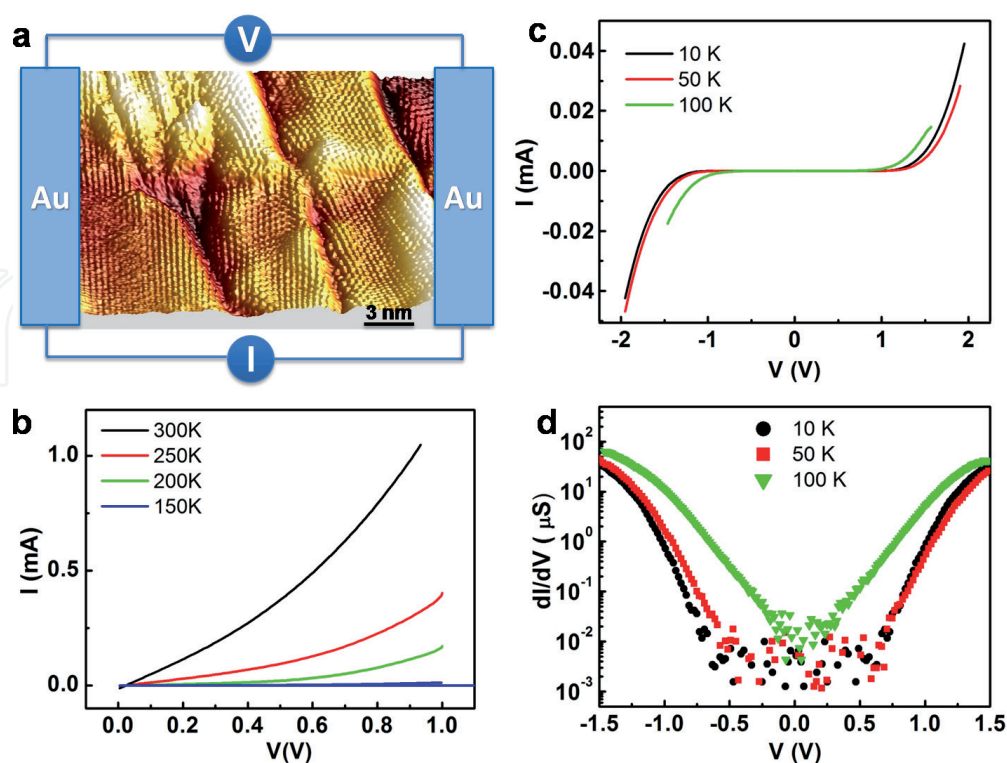 a
V
Au
Au
3 nm
I
b
300K
250K
200K
150K
I (mA)
1.0
0.5
0.0
0.0 0.2 0.4 0.6 0.8 1.0
V(V)
c
10 K
50 K
100 K
I (mA)
0.04
0.02
0.00
-0.02
-0.04
-2 -1 0 1 2
V (V)
d
10 K
50 K
100 K
dI/dV ( μS)
10²
10¹
10⁰
10⁻¹
10⁻²
10⁻³
-1.5 -1.0 -0.5 0.0 0.5 1.0 1.5
V (V)